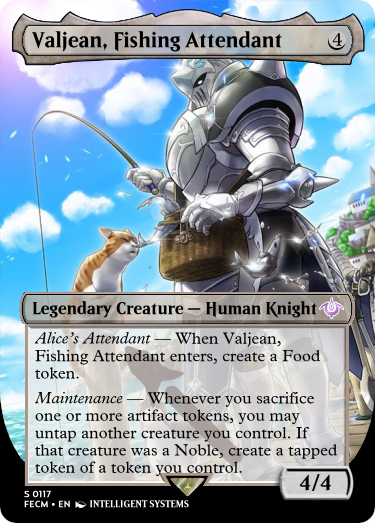 Valjean, Fishing Attendant 4
Legendary Creature — Human Knight
Alice's Attendant — When Valjean,
Fishing Attendant enters, create a Food
token.
Maintenance — Whenever you sacrifice
one or more artifact tokens, you may
untap another creature you control. If
that creature was a Noble, create a tapped
token of a token you control.
4/4
S 0117
FECM • EN INTELLIGENT SYSTEMS